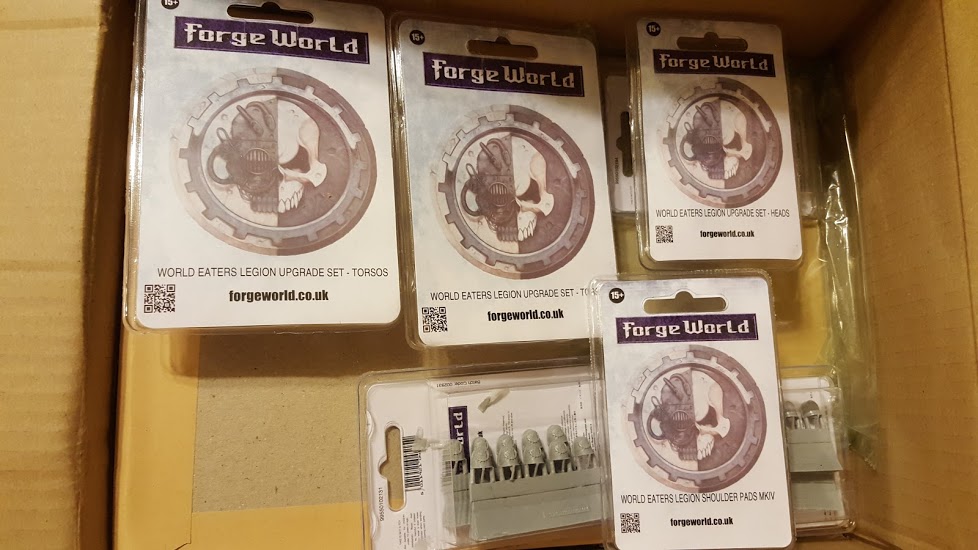 15+
Forge World
WORLD EATERS LEGION UPGRADE SET - TORSOS
forgeworld.co.uk
15+
Forge World
WORLD EATERS LEGION UPGRADE SET -
forgeworld.co.uk
15+
Forge World
WORLD EATERS LEGION UPGRADE SET - HEADS
forgeworld.co.uk
15+
Forge World
WORLD EATERS LEGION SHOULDER PADS MKIV
forgeworld.co.uk